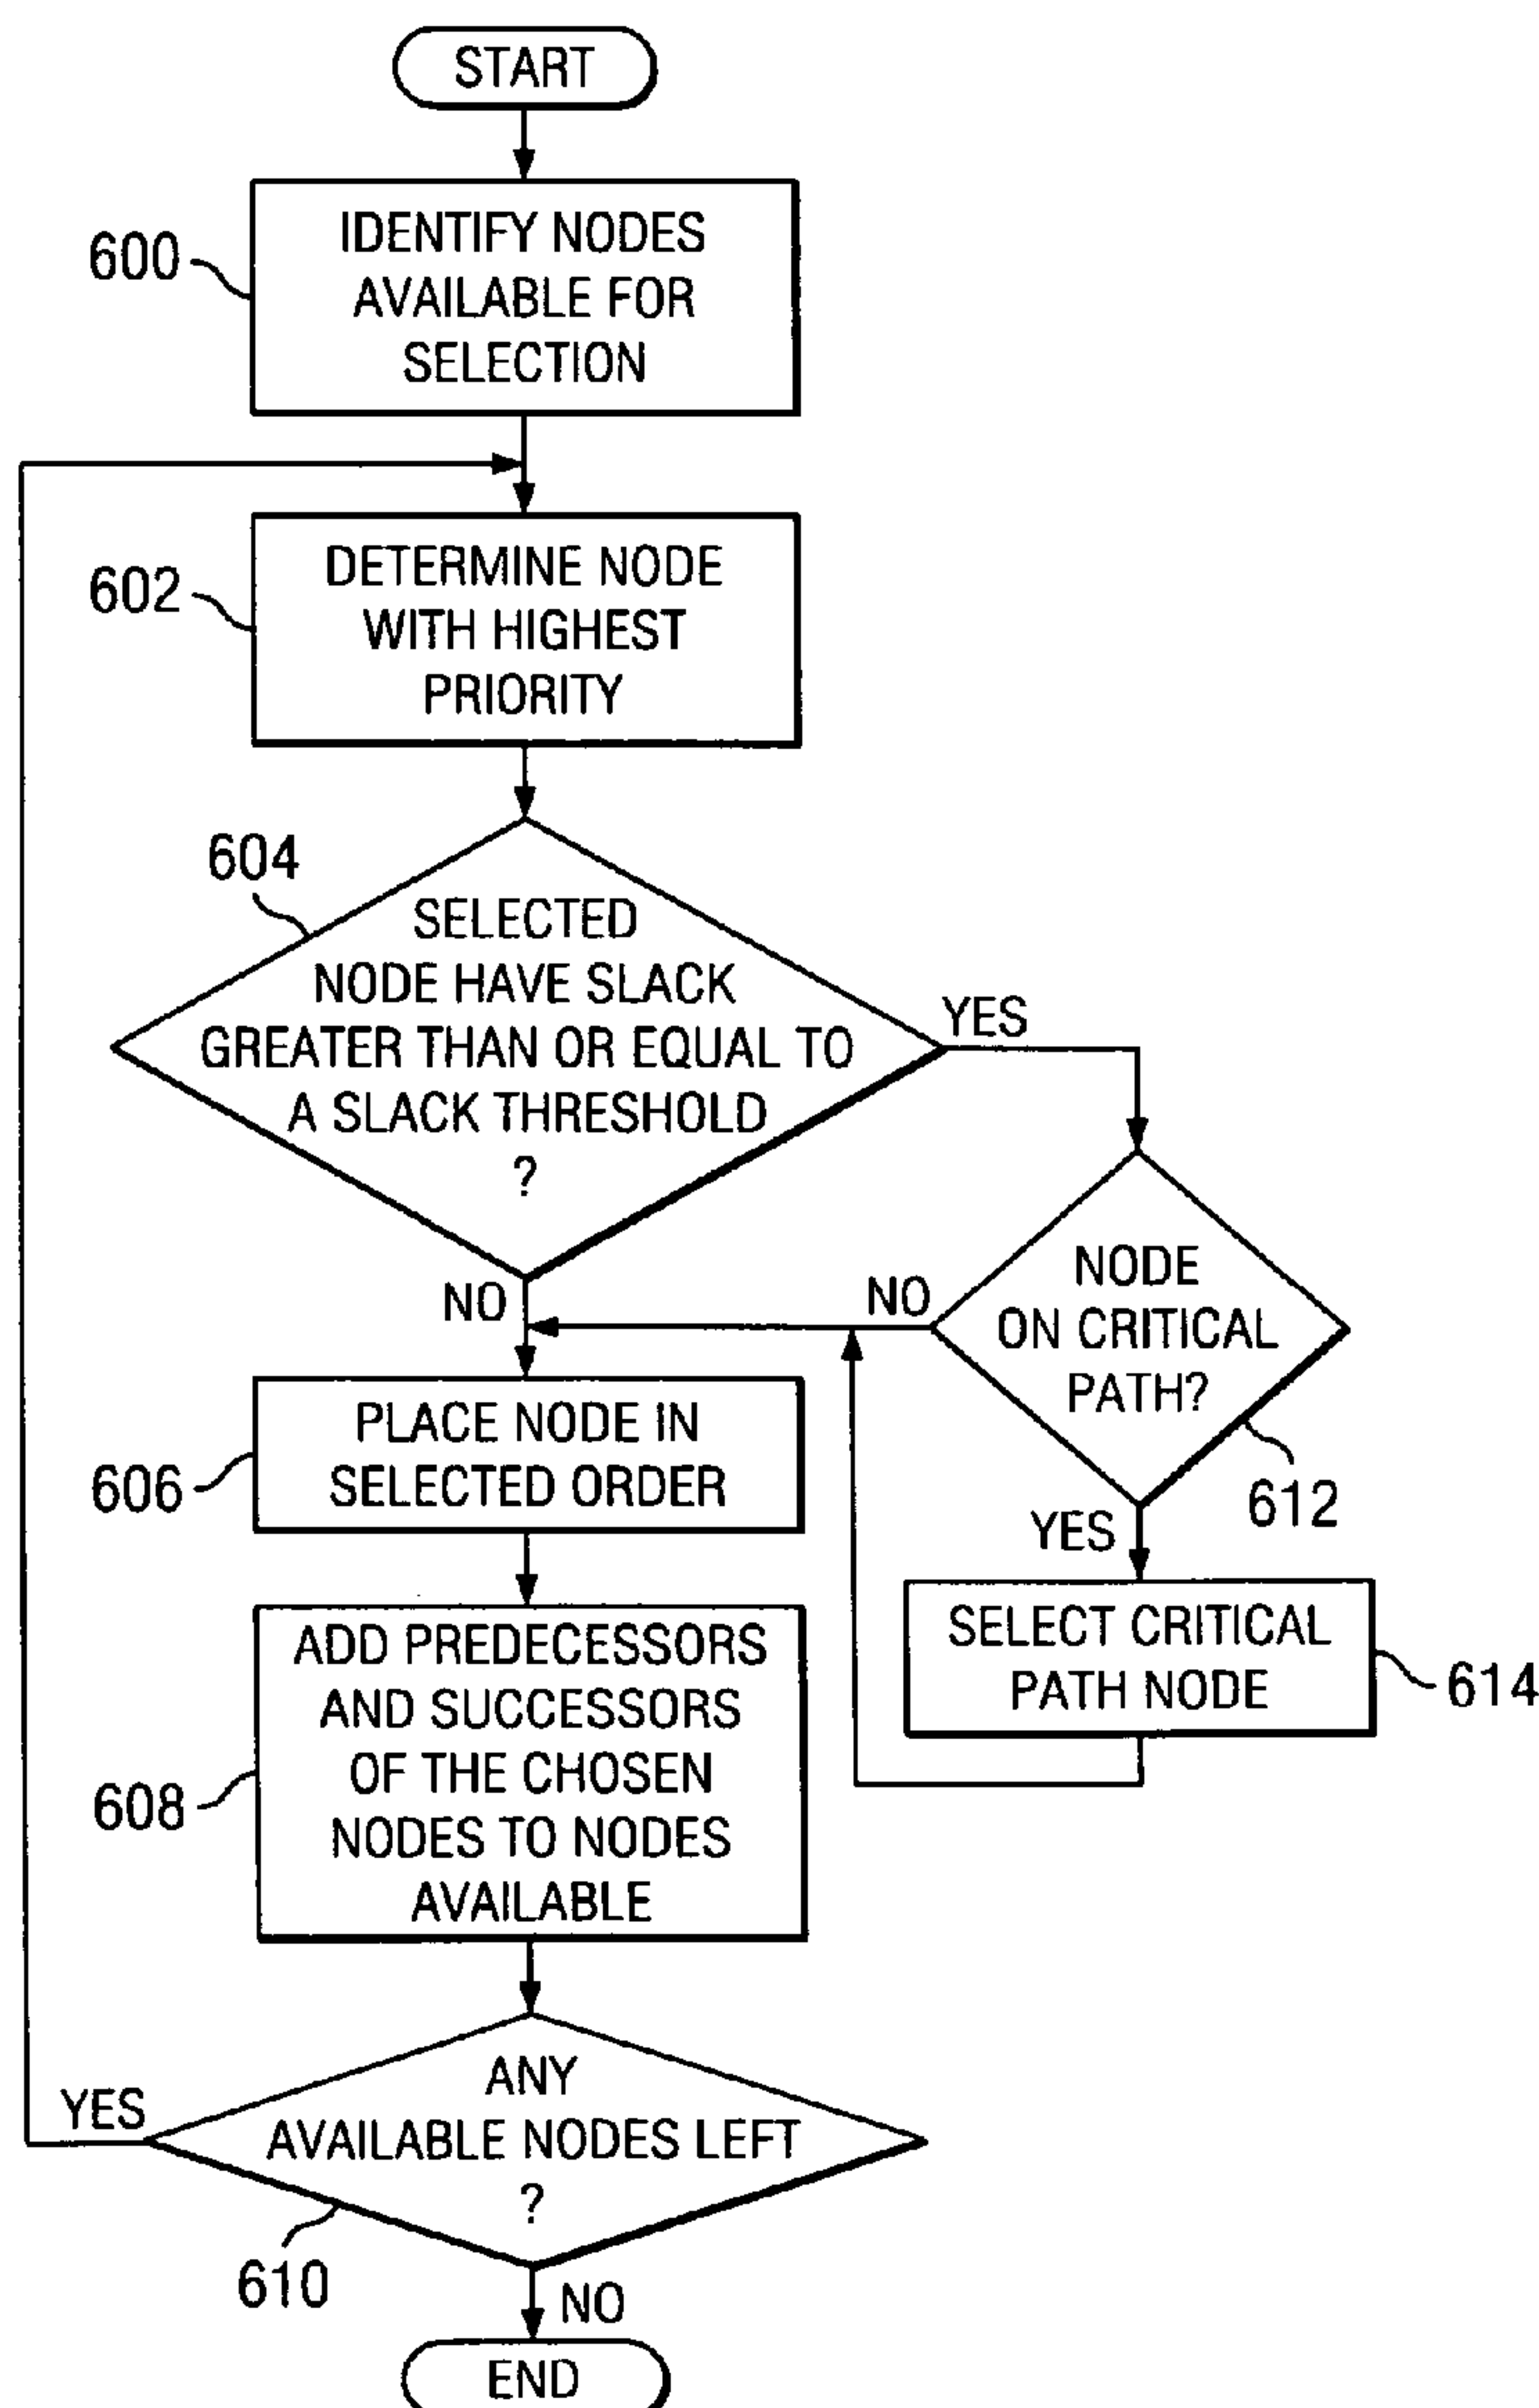 START
600
IDENTIFY NODES
AVAILABLE FOR
SELECTION
602
DETERMINE NODE
WITH HIGHEST
PRIORITY
604
SELECTED
NODE HAVE SLACK
GREATER THAN OR EQUAL TO
A SLACK THRESHOLD
?
YES
NO
NODE
ON CRITICAL
PATH?
NO
612
YES
606
PLACE NODE IN
SELECTED ORDER
SELECT CRITICAL
PATH NODE
614
608
ADD PREDECESSORS
AND SUCCESSORS
OF THE CHOSEN
NODES TO NODES
AVAILABLE
YES
ANY
AVAILABLE NODES LEFT
?
610
NO
END